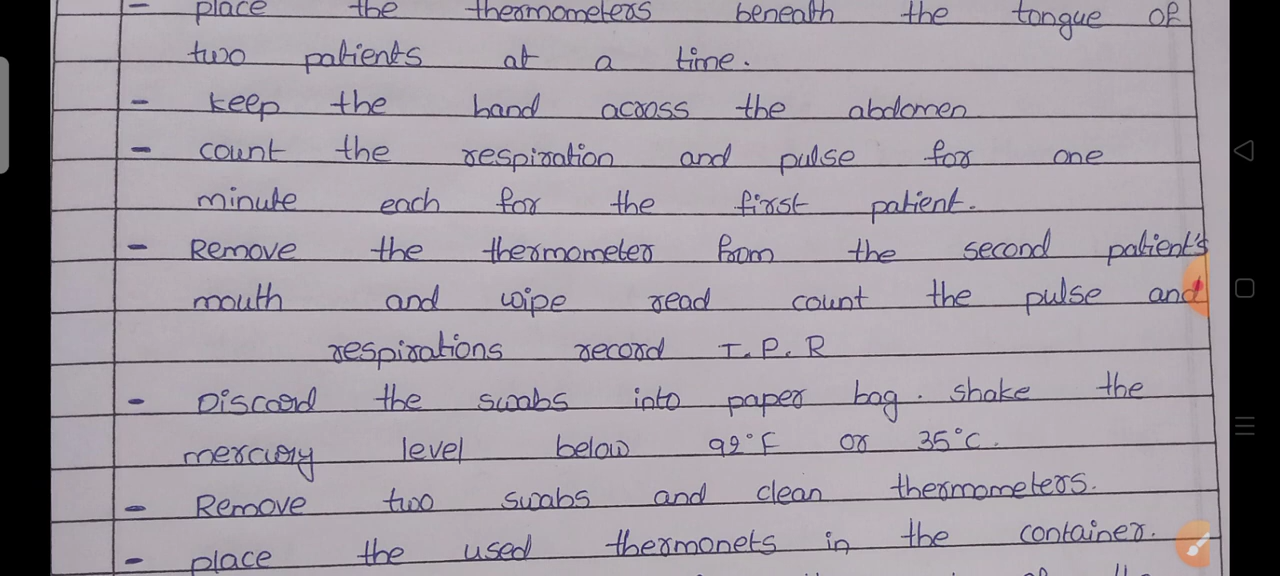 - place the thermometers beneath the tongue of
two patients at a time.
- keep the hand across the abdomen
- count the respiration and pulse for one
minute each for the first patient.
- Remove the thermometer from the second patient's
mouth and wipe read count the pulse and
respirations record T.P.R
- Discard the swabs into paper bag. shake the
mercury level below 92°F or 35°C.
- Remove two swabs and clean thermometers.
- place the used thermonets in the container.